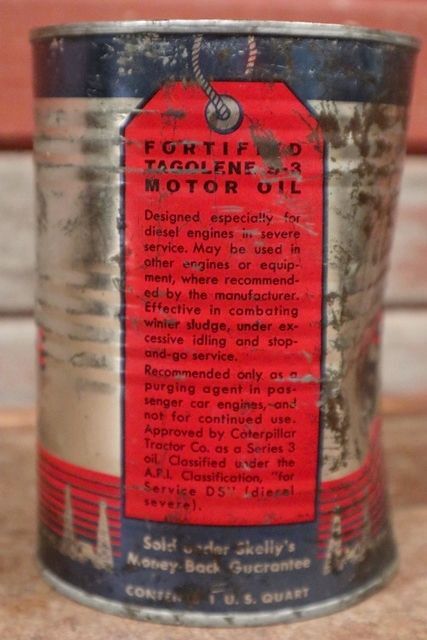 FORTIFIED
TAGOLENE S-3
MOTOR OIL
Designed especially for
diesel engines in severe
service. May be used in
other engines or equip-
ment, where recommend-
ed by the manufacturer.
Effective in combating
winter sludge, under ex-
cessive idling and stop-
and-go service.
Recommended only as a
purging agent in pas-
senger car engines, and
not for continued use.
Approved by Caterpillar
Tractor Co. as a Series 3
oil. Classified under the
A.P.I. Classification, "for
Service DS" (diesel
severe).
Sold Under Skelly's
Money-Back Guarantee
CONTENTS 1 U. S. QUART